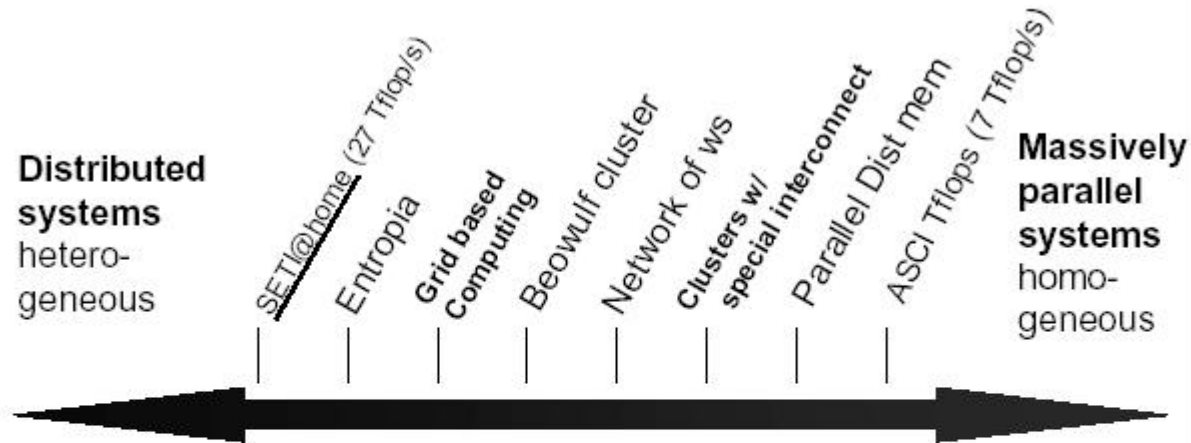 Distributed
systems
hetero-
geneous
SETI@home (27 Tflop/s)
Entropia
Grid based
Computing
Beowulf cluster
Network of ws
Clusters w/
special interconnect
Parallel Dist mem
ASCI Tflops (7 Tflop/s)
Massively
parallel
systems
homo-
geneous